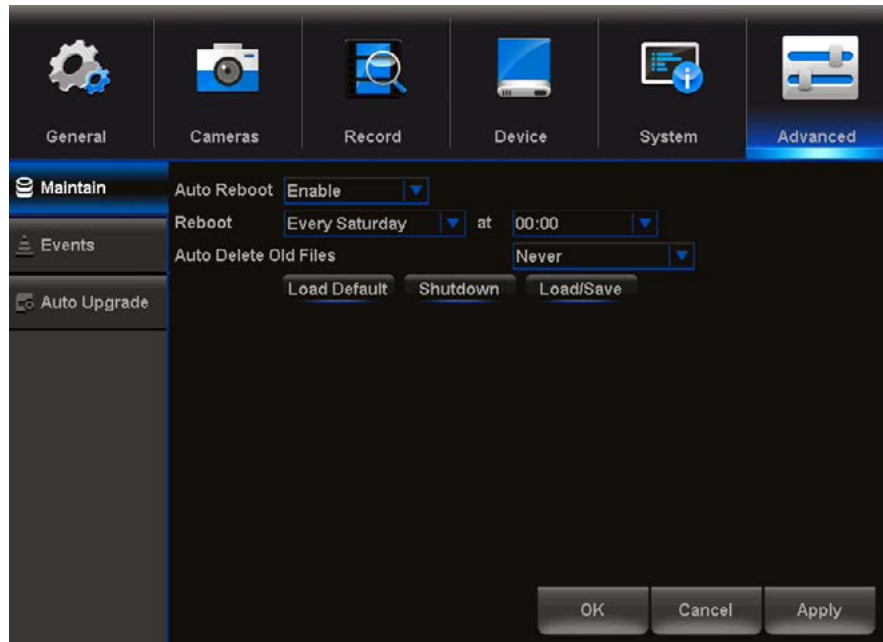 General Cameras Record Device System Advanced
Maintain
Events
Auto Upgrade
Auto Reboot Enable
Reboot Every Saturday at 00:00
Auto Delete Old Files Never
Load Default Shutdown Load/Save
OK Cancel Apply